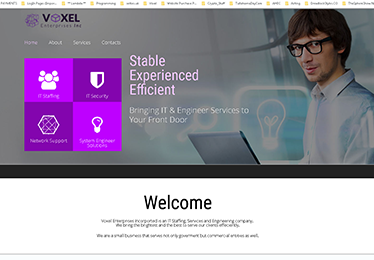 VOXEL
Enterprises Inc
Home About Services Contacts
Stable
Experienced
Efficient
IT Staffing
IT Security
Bringing IT & Engineer Services to
Your Front Door
Network Support
System Engineer
Solutions
Welcome
Voxel Enterprises Incorporated is an IT Staffing, Services and Engineering company.
We bring the brightest and the best to serve our clients efficiently.
We are a small business that serves not only goverment but commercial entities as well.